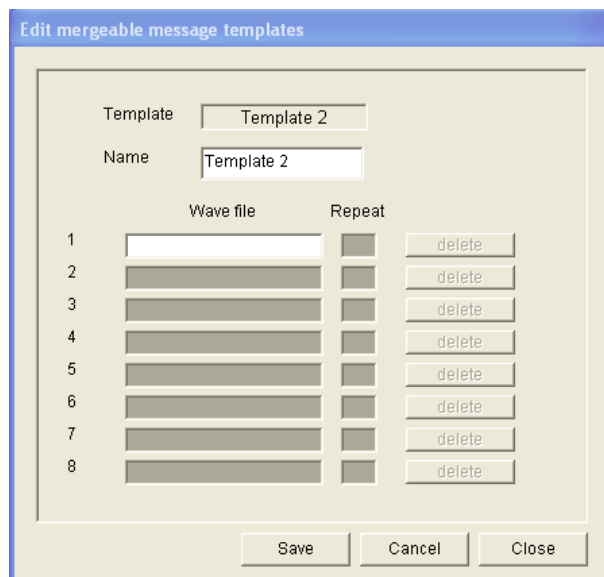 Edit mergeable message templates
Template Template 2
Name Template 2
Wave file Repeat
1 delete
2 delete
3 delete
4 delete
5 delete
6 delete
7 delete
8 delete
Save Cancel Close